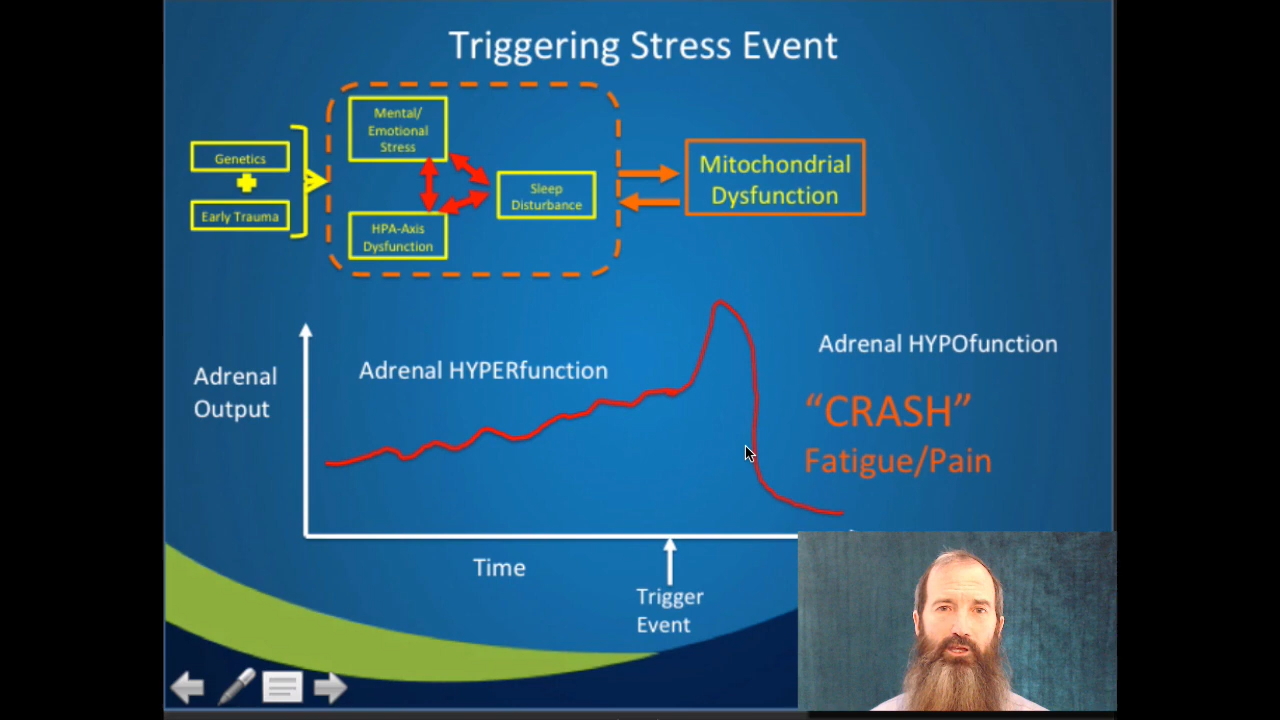 Triggering Stress Event
Mental/
Emotional
Stress
Genetics
Early Trauma
HPA-Axis
Dysfunction
Sleep
Disturbance
Mitochondrial
Dysfunction
Adrenal
Output
Adrenal HYPERfunction
Adrenal HYPOfunction
“CRASH”
Fatigue/Pain
Time
Trigger
Event